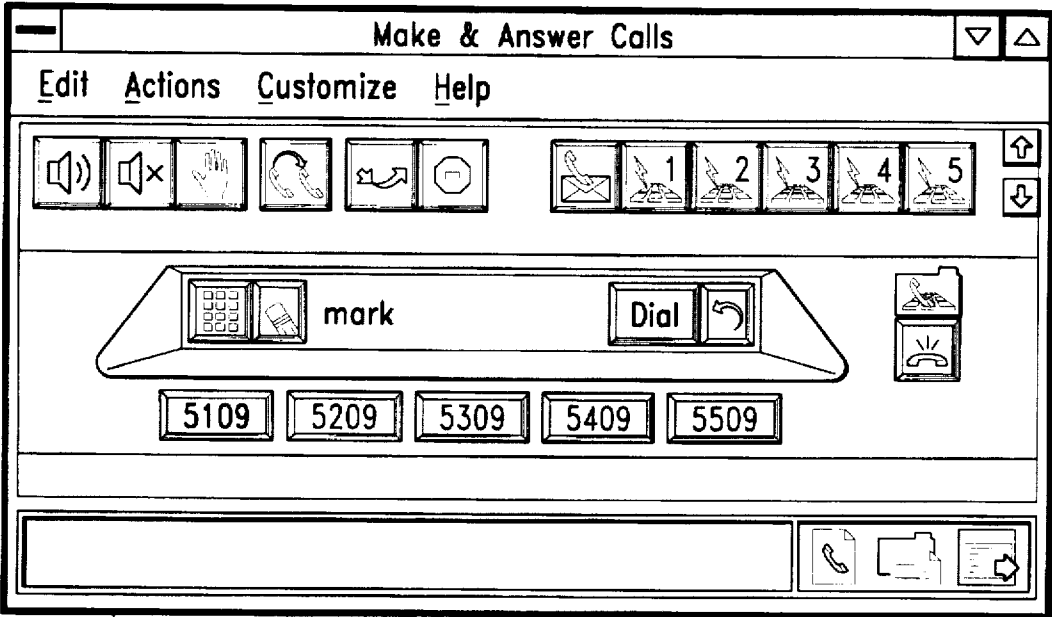 Make & Answer Calls
Edit Actions Customize Help
1 2 3 4 5
mark Dial
5109 5209 5309 5409 5509